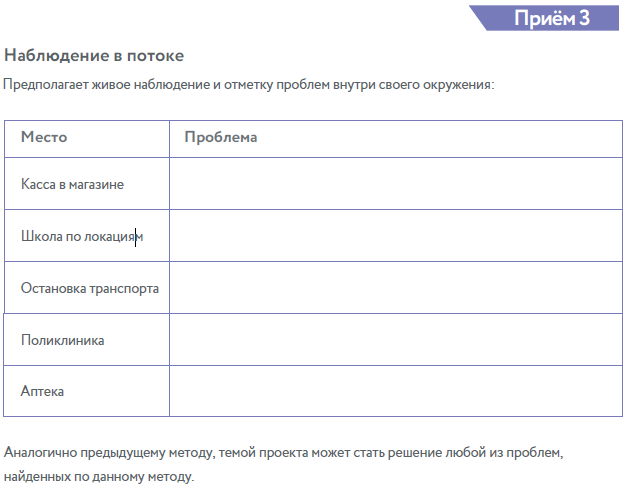 Приём 3
Наблюдение в потоке
Предполагает живое наблюдение и отметку проблем внутри своего окружения:
Место Проблема
Касса в магазине
Школа по локациям
Остановка транспорта
Поликлиника
Аптека
Аналогично предыдущему методу, темой проекта может стать решение любой из проблем,
найденных по данному методу.